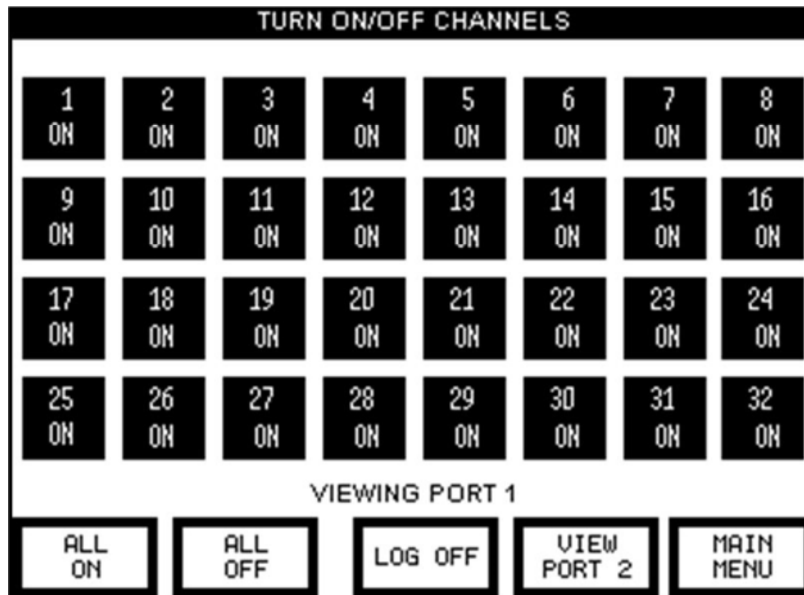 TURN ON/OFF CHANNELS
1 2 3 4 5 6 7 8
ON ON ON ON ON ON ON ON
9 10 11 12 13 14 15 16
ON ON ON ON ON ON ON ON
17 18 19 20 21 22 23 24
ON ON ON ON ON ON ON ON
25 26 27 28 29 30 31 32
ON ON ON ON ON ON ON ON
VIEWING PORT 1
ALL ON
ALL OFF
LOG OFF
VIEW PORT 2
MAIN MENU